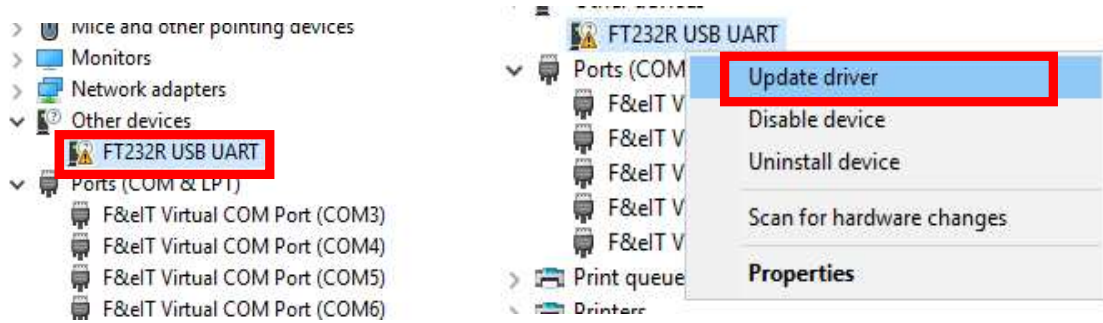 Mice and other pointing devices
Monitors
Network adapters
Other devices
FT232R USB UART
Ports (COM & LPT)
F&eIT Virtual COM Port (COM3)
F&eIT Virtual COM Port (COM4)
F&eIT Virtual COM Port (COM5)
F&eIT Virtual COM Port (COM6)
Other devices
FT232R USB UART
Ports (COM
F&eIT V
F&eIT V
F&eIT V
F&eIT V
F&eIT V
Print queue
Printers
Update driver
Disable device
Uninstall device
Scan for hardware changes
Properties